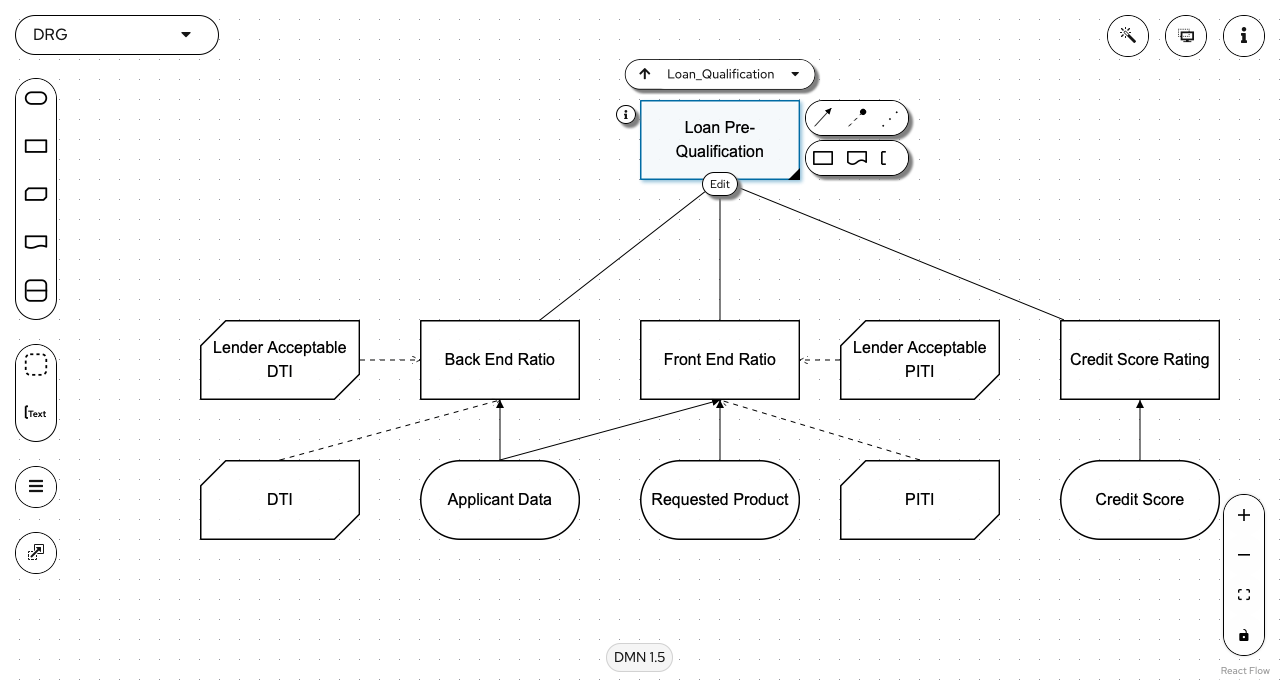 DRG
Loan_Qualification
Loan Pre-
Qualification
Edit
Lender Acceptable
DTI
Back End Ratio
Front End Ratio
Lender Acceptable
PITI
Credit Score Rating
Text
DTI
Applicant Data
Requested Product
PITI
Credit Score
DMN 1.5
React Flow